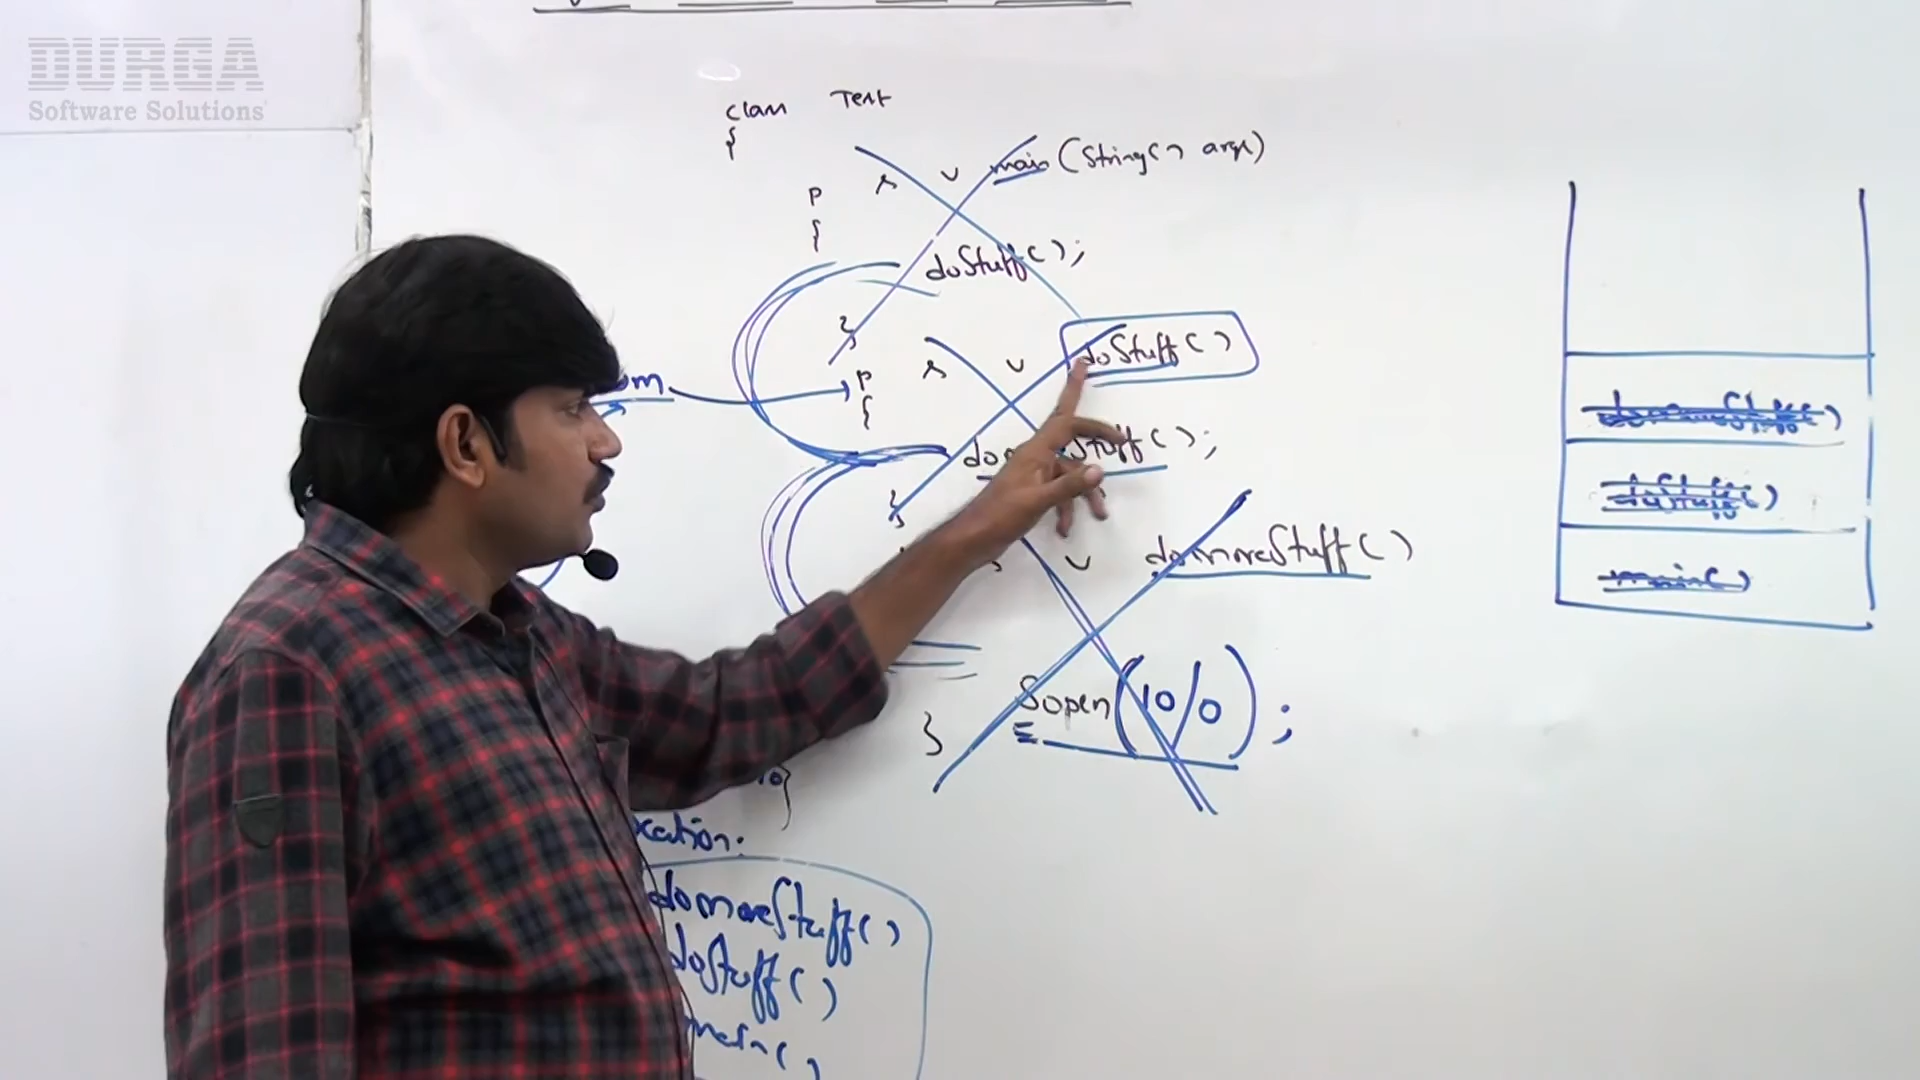 DURGA
Software Solutions
class Test
{
p s v main(String[] args)
{
doStuff();
}
p s v doStuff()
{
domoreStuff();
}
s v domoreStuff()
{
Sopln(10/0);
}
}
domoreStuff()
doStuff()
main()
domoreStuff()
doStuff()
main()